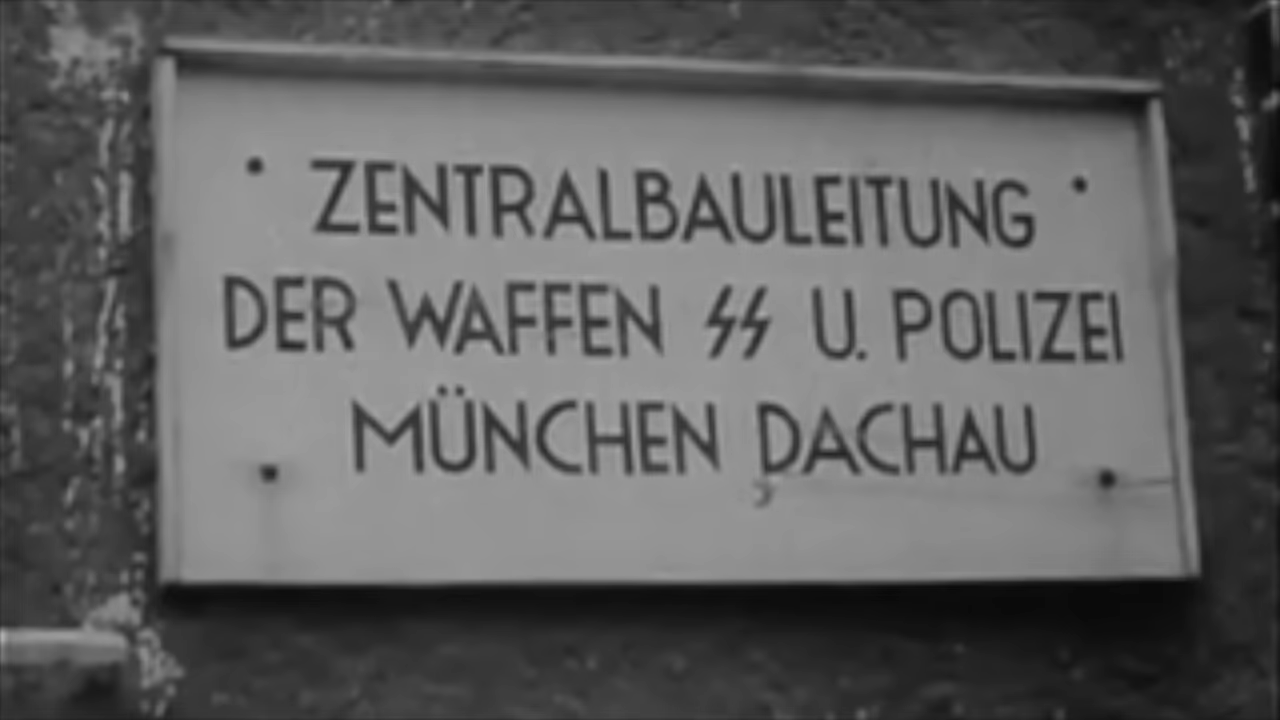 ZENTRALBAULEITUNG
DER WAFFEN ᛋᛋ U. POLIZEI
MÜNCHEN DACHAU